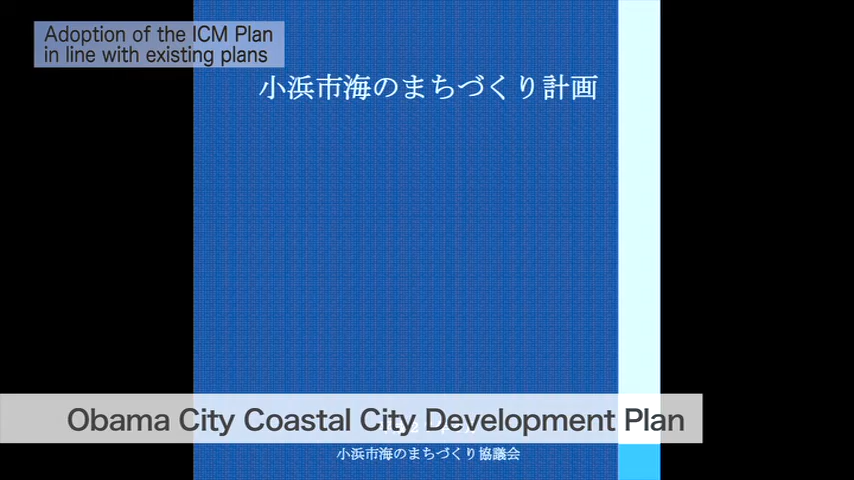 Adoption of the ICM Plan
in line with existing plans
小浜市海のまちづくり計画
Obama City Coastal City Development Plan
小浜市海のまちづくり協議会